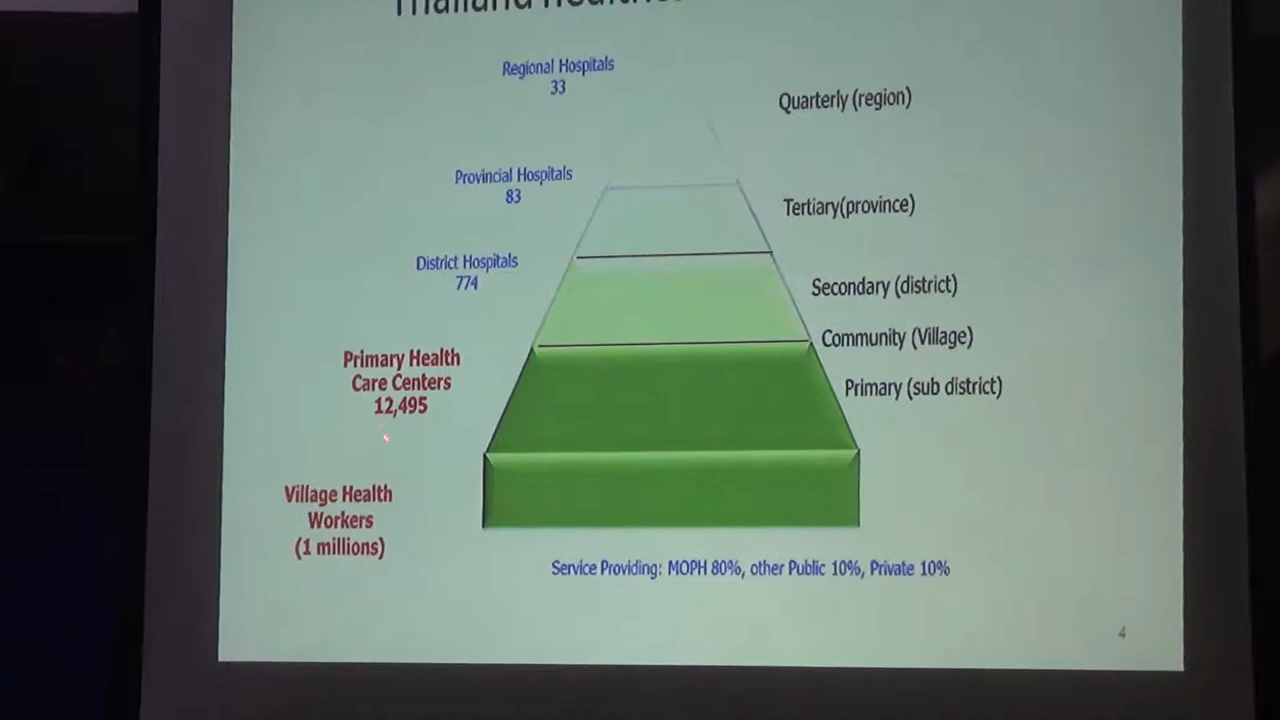 Thailand
Regional Hospitals
33
Quarterly (region)
Provincial Hospitals
83
Tertiary(province)
District Hospitals
774
Secondary (district)
Community (Village)
Primary Health
Care Centers
12,495
Primary (sub district)
Village Health
Workers
(1 millions)
Service Providing: MOPH 80%, other Public 10%, Private 10%
4